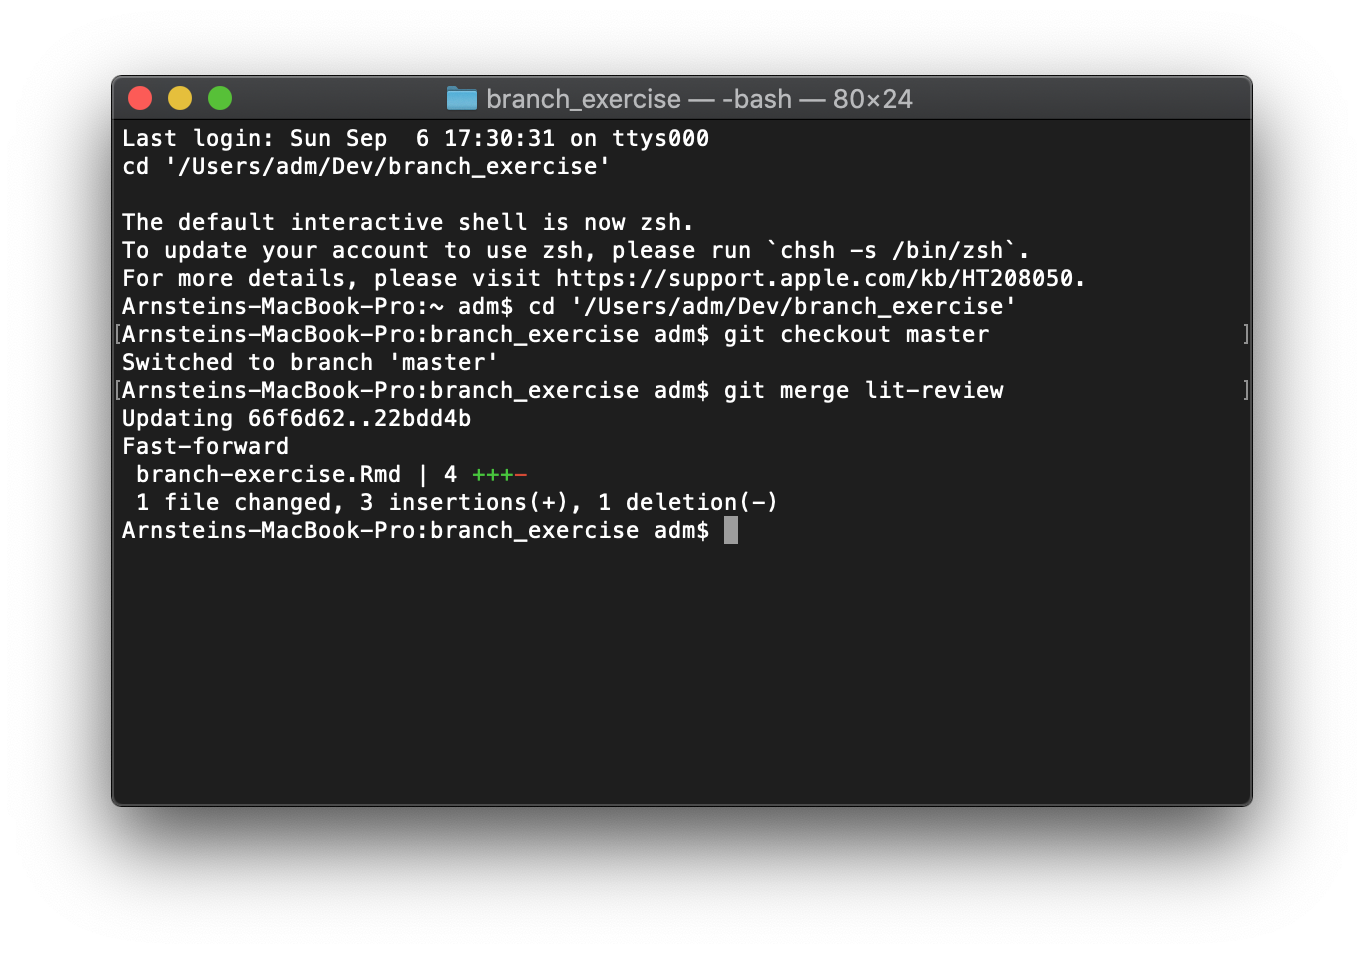 branch_exercise — -bash — 80×24
Last login: Sun Sep  6 17:30:31 on ttys000
cd '/Users/adm/Dev/branch_exercise'

The default interactive shell is now zsh.
To update your account to use zsh, please run `chsh -s /bin/zsh`.
For more details, please visit https://support.apple.com/kb/HT208050.
Arnsteins-MacBook-Pro:~ adm$ cd '/Users/adm/Dev/branch_exercise'
[Arnsteins-MacBook-Pro:branch_exercise adm$ git checkout master ]
Switched to branch 'master'
[Arnsteins-MacBook-Pro:branch_exercise adm$ git merge lit-review ]
Updating 66f6d62..22bdd4b
Fast-forward
 branch-exercise.Rmd | 4 +++-
 1 file changed, 3 insertions(+), 1 deletion(-)
Arnsteins-MacBook-Pro:branch_exercise adm$